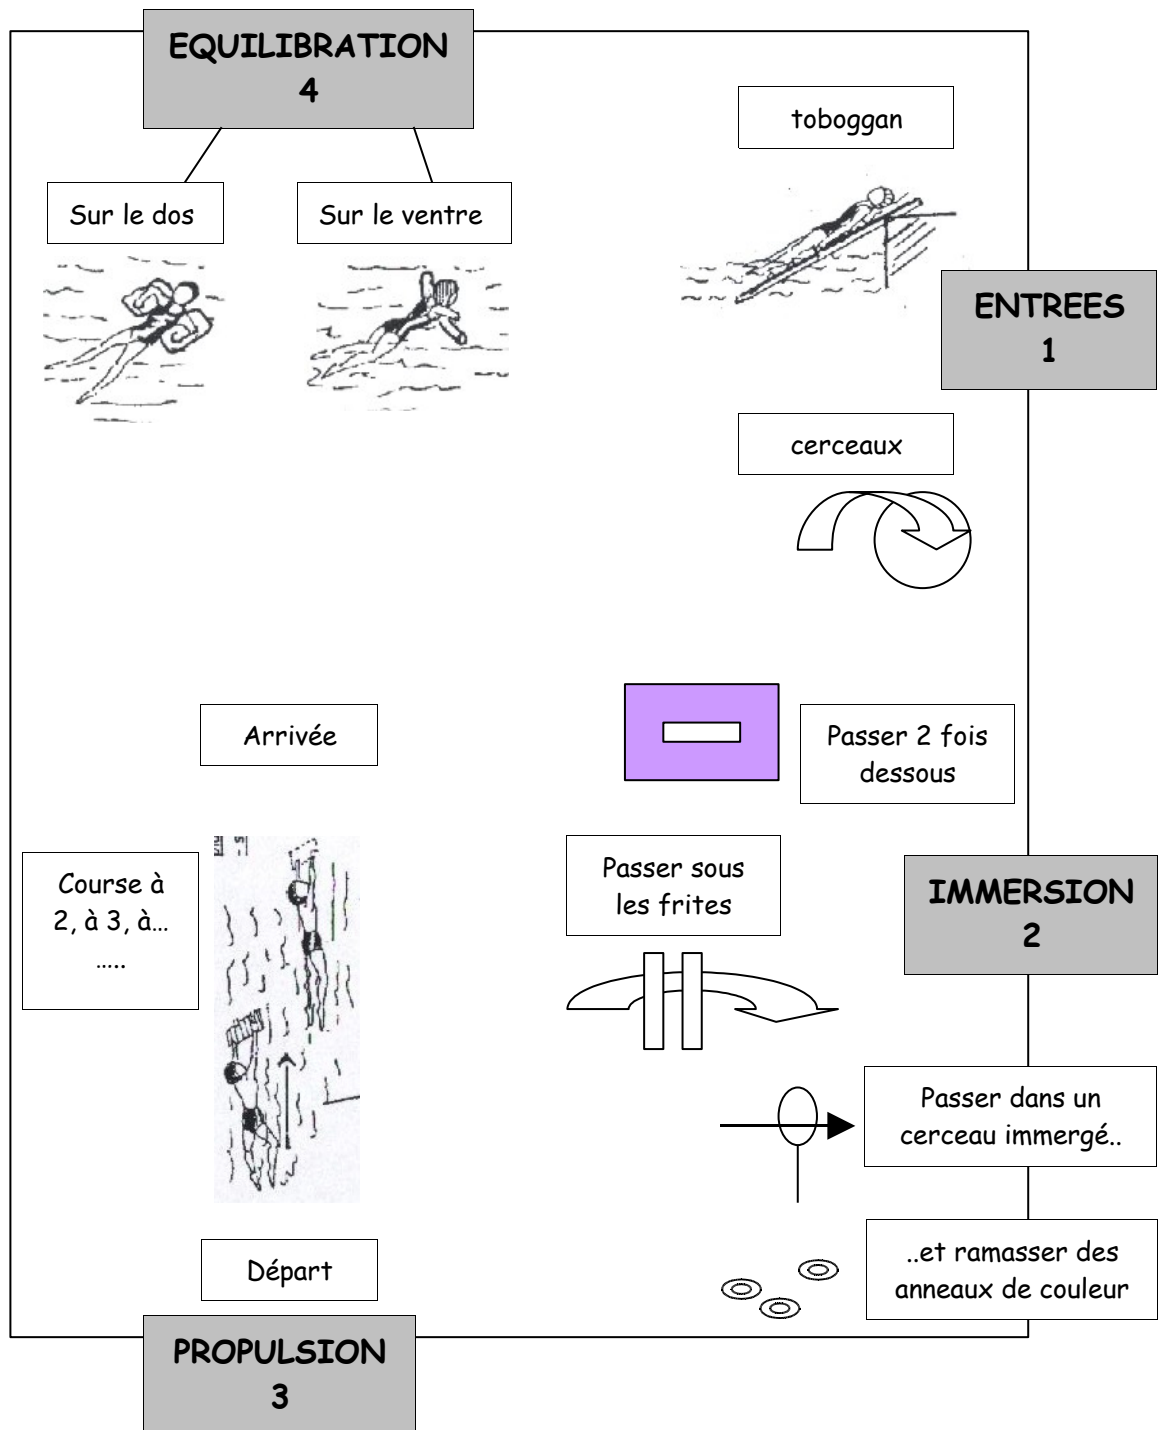 EQUILIBRATION
4
toboggan
Sur le dos
Sur le ventre
ENTREES
1
cerceaux
Arrivée
Passer 2 fois
dessous
Course à
2, à 3, à…
…..
Passer sous
les frites
IMMERSION
2
Passer dans un
cerceau immergé..
Départ
..et ramasser des
anneaux de couleur
PROPULSION
3